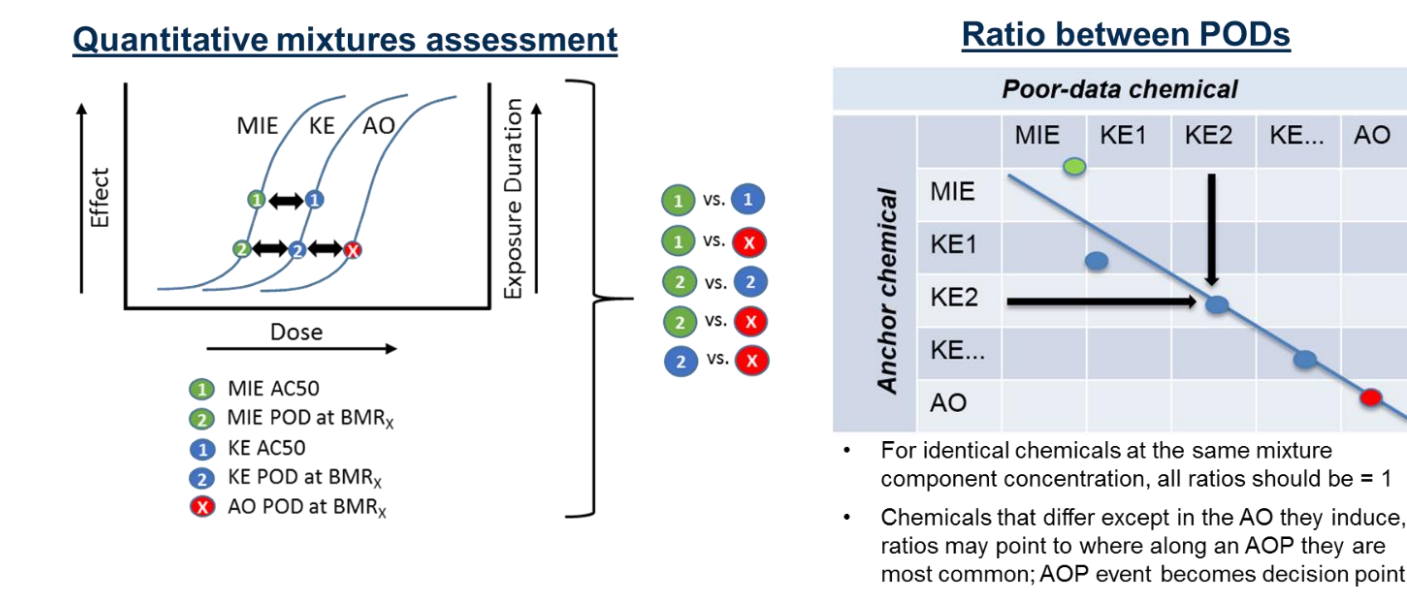 Quantitative mixtures assessment
Effect
MIE KE AO
1 1
2 2 X
Exposure Duration
Dose
1 MIE AC50
2 MIE POD at BMRX
1 KE AC50
2 KE POD at BMRX
X AO POD at BMRX
1 vs. 1
1 vs. X
2 vs. 2
2 vs. X
2 vs. X
Ratio between PODs
Poor-data chemical
Anchor chemical
MIE KE1 KE2 KE... AO
MIE
KE1
KE2
KE...
AO
• For identical chemicals at the same mixture
component concentration, all ratios should be = 1
• Chemicals that differ except in the AO they induce,
ratios may point to where along an AOP they are
most common; AOP event becomes decision point